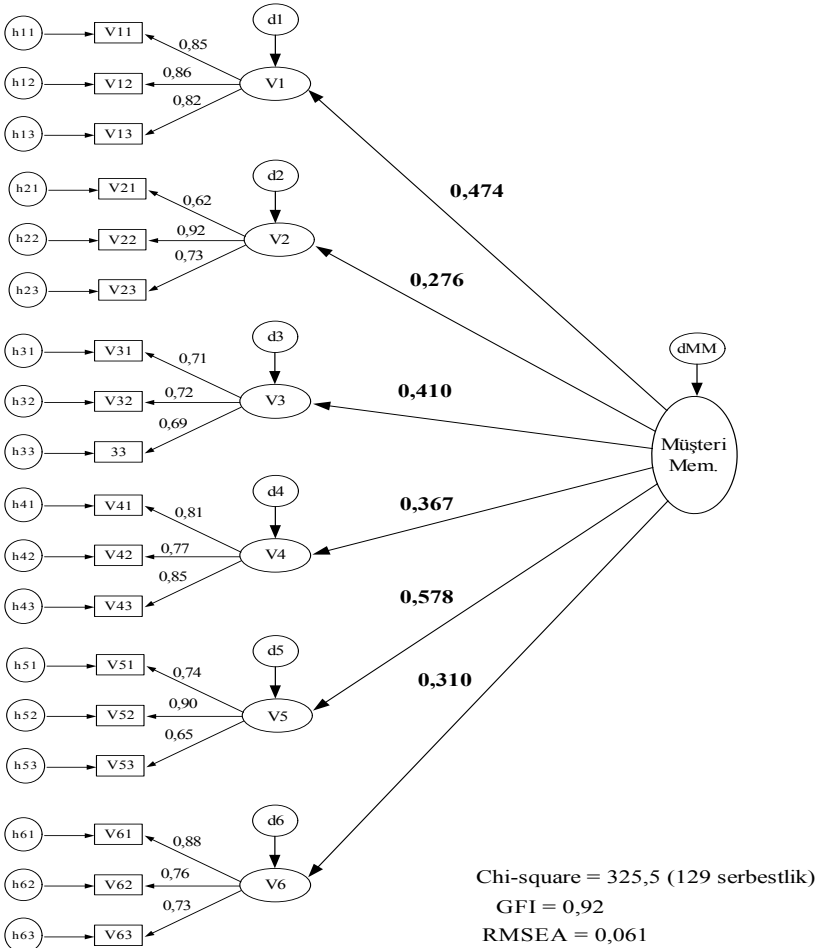 d1
h11 V11 0,85
h12 V12 0,86 V1
h13 V13 0,82
d2
h21 V21 0,62
h22 V22 0,92 V2
h23 V23 0,73
d3
h31 V31 0,71
h32 V32 0,72 V3
h33 33 0,69
d4
h41 V41 0,81
h42 V42 0,77 V4
h43 V43 0,85
d5
h51 V51 0,74
h52 V52 0,90 V5
h53 V53 0,65
d6
h61 V61 0,88
h62 V62 0,76 V6
h63 V63 0,73
0,474
0,276
0,410
0,367
0,578
0,310
dMM
Müşteri
Mem.
Chi-square = 325,5 (129 serbestlik)
GFI = 0,92
RMSEA = 0,061